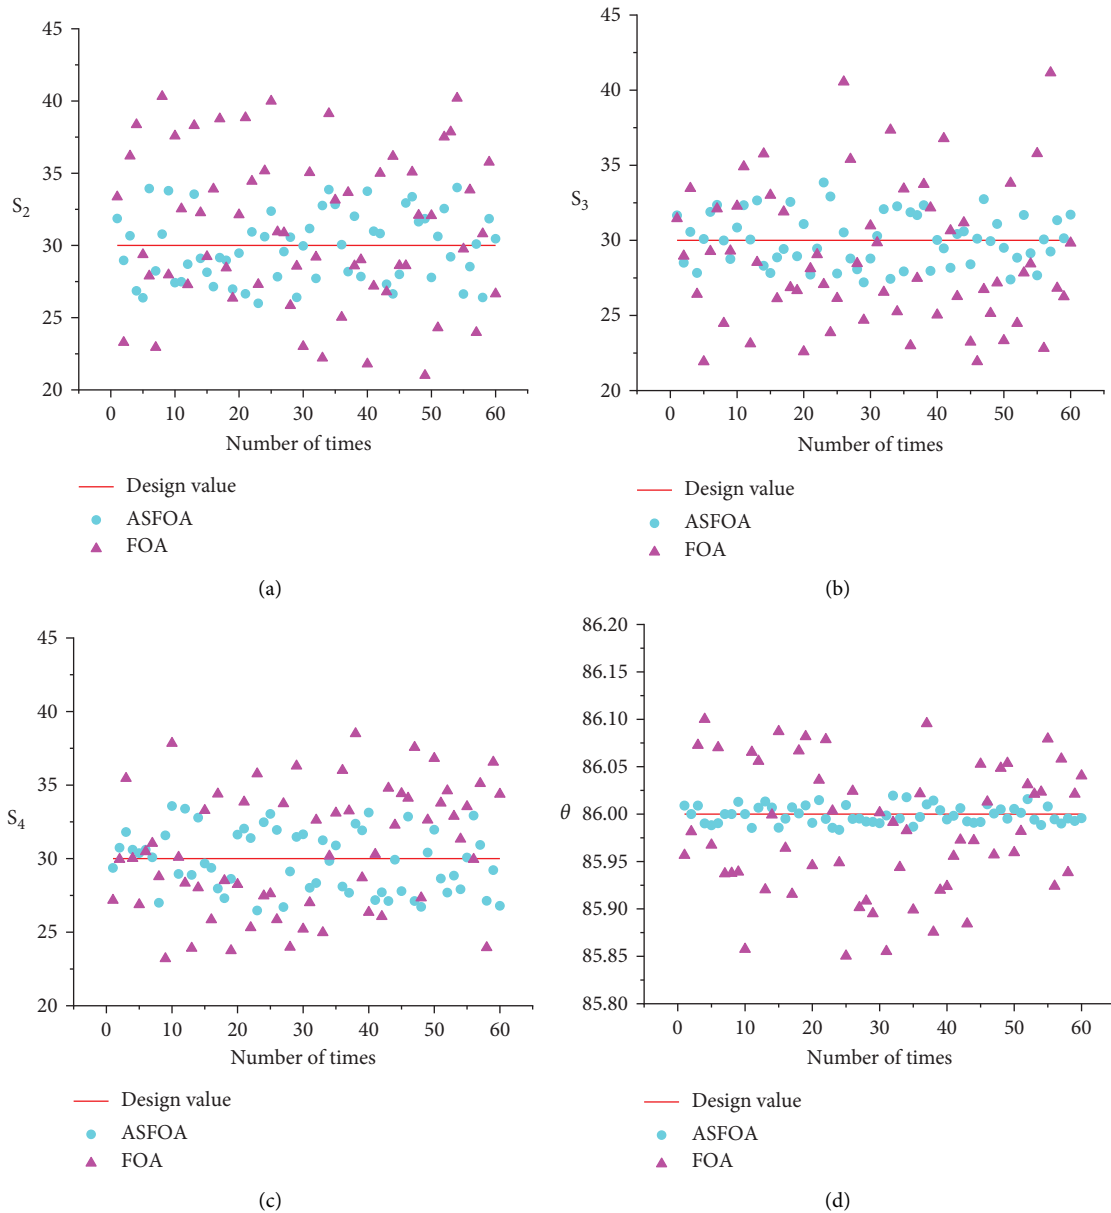 45
40
35
30
25
20
S2
0 10 20 30 40 50 60
Number of times
Design value
ASFOA
FOA
(a)
45
40
35
30
25
20
S3
0 10 20 30 40 50 60
Number of times
Design value
ASFOA
FOA
(b)
45
40
35
30
25
20
S4
0 10 20 30 40 50 60
Number of times
Design value
ASFOA
FOA
(c)
86.20
86.10
86.05
86.00
85.95
85.90
85.85
85.80
θ
0 10 20 30 40 50 60
Number of times
Design value
ASFOA
FOA
(d)